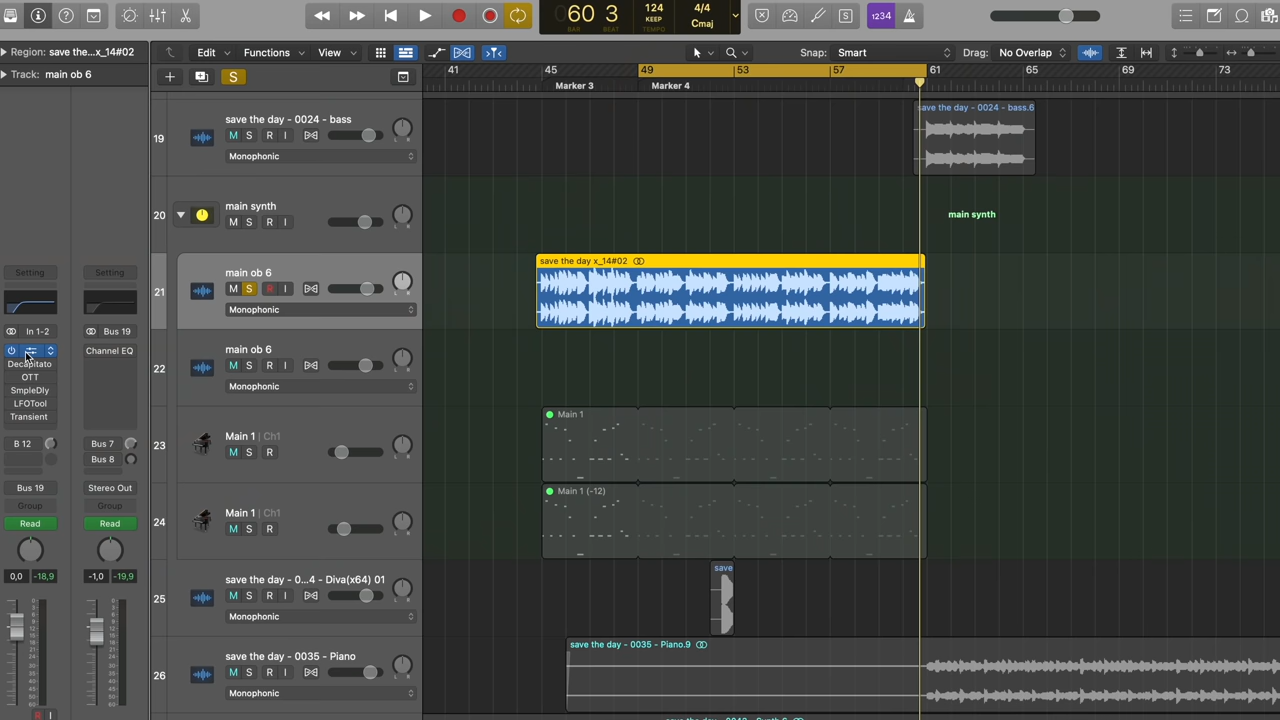 60 3
BAR BEAT
124
KEEP
TEMPO
4/4
Cmaj
1234
Region: save the...x_14#02
Edit Functions View
Snap: Smart
Drag: No Overlap
Track: main ob 6
S
41 45 49 53 57 61 65 69 73
Marker 3 Marker 4
19
save the day - 0024 - bass
M S R I
Monophonic
save the day - 0024 - bass.6
20
main synth
M S R I
main synth
21
main ob 6
M S R I
Monophonic
save the day x_14#02
22
main ob 6
M S R I
Monophonic
23
Main 1 | Ch1
M S R
Main 1
24
Main 1 | Ch1
M S R
Main 1 (-12)
25
save the day - 0...4 - Diva(x64) 01
M S R I
Monophonic
save
26
save the day - 0035 - Piano
M S R I
Monophonic
save the day - 0035 - Piano.9
Setting Setting
In 1-2 Bus 19
Channel EQ
Decapitato
OTT
SmpleDly
LFOTool
Transient
B 12 Bus 7
Bus 8
Bus 19 Stereo Out
Group Group
Read Read
0,0 -18,9 -1,0 -19,9
R I